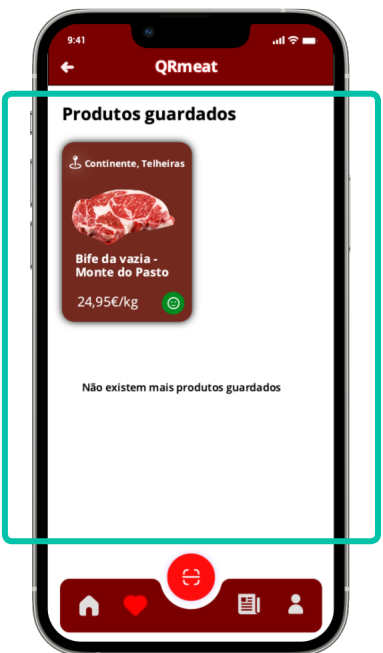 9:41
QRmeat
Produtos guardados
Continente, Telheiras
Bife da vazia -
Monte do Pasto
24,95€/kg
Não existem mais produtos guardados